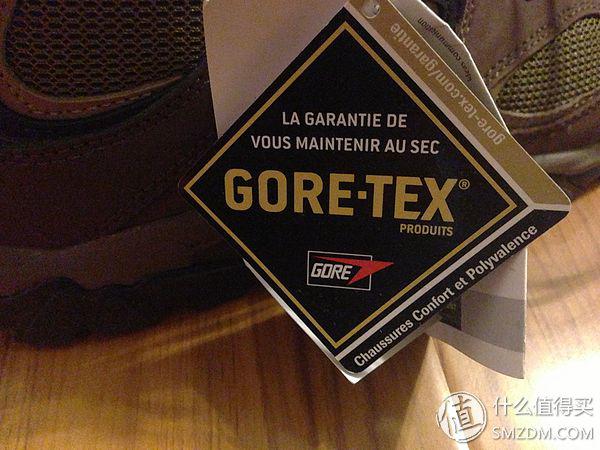 LA GARANTIE DE
VOUS MAINTENIR AU SEC
GORE-TEX®
PRODUITS
GORE
Chaussures Confort et Polyvalence
gore-tex.com/garantie
值 什么值得买
SMZDM.COM